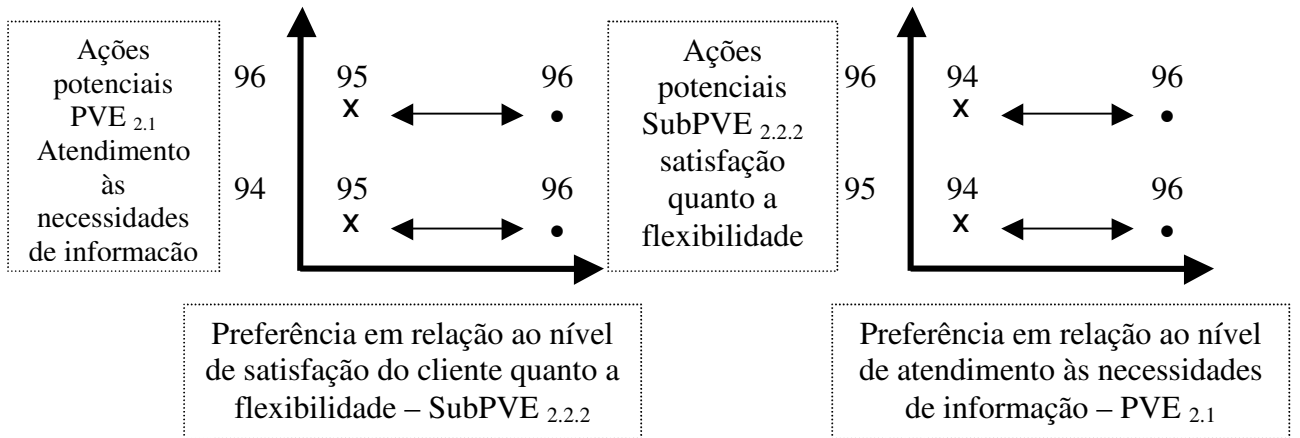 Ações
potenciais
PVE 2.1
Atendimento
às
necessidades
de informacão
96
95
96
x
94
95
96
x
Preferência em relação ao nível
de satisfação do cliente quanto a
flexibilidade – SubPVE 2.2.2
Ações
potenciais
SubPVE 2.2.2
satisfação
quanto a
flexibilidade
96
94
96
x
95
94
96
x
Preferência em relação ao nível
de atendimento às necessidades
de informação – PVE 2.1